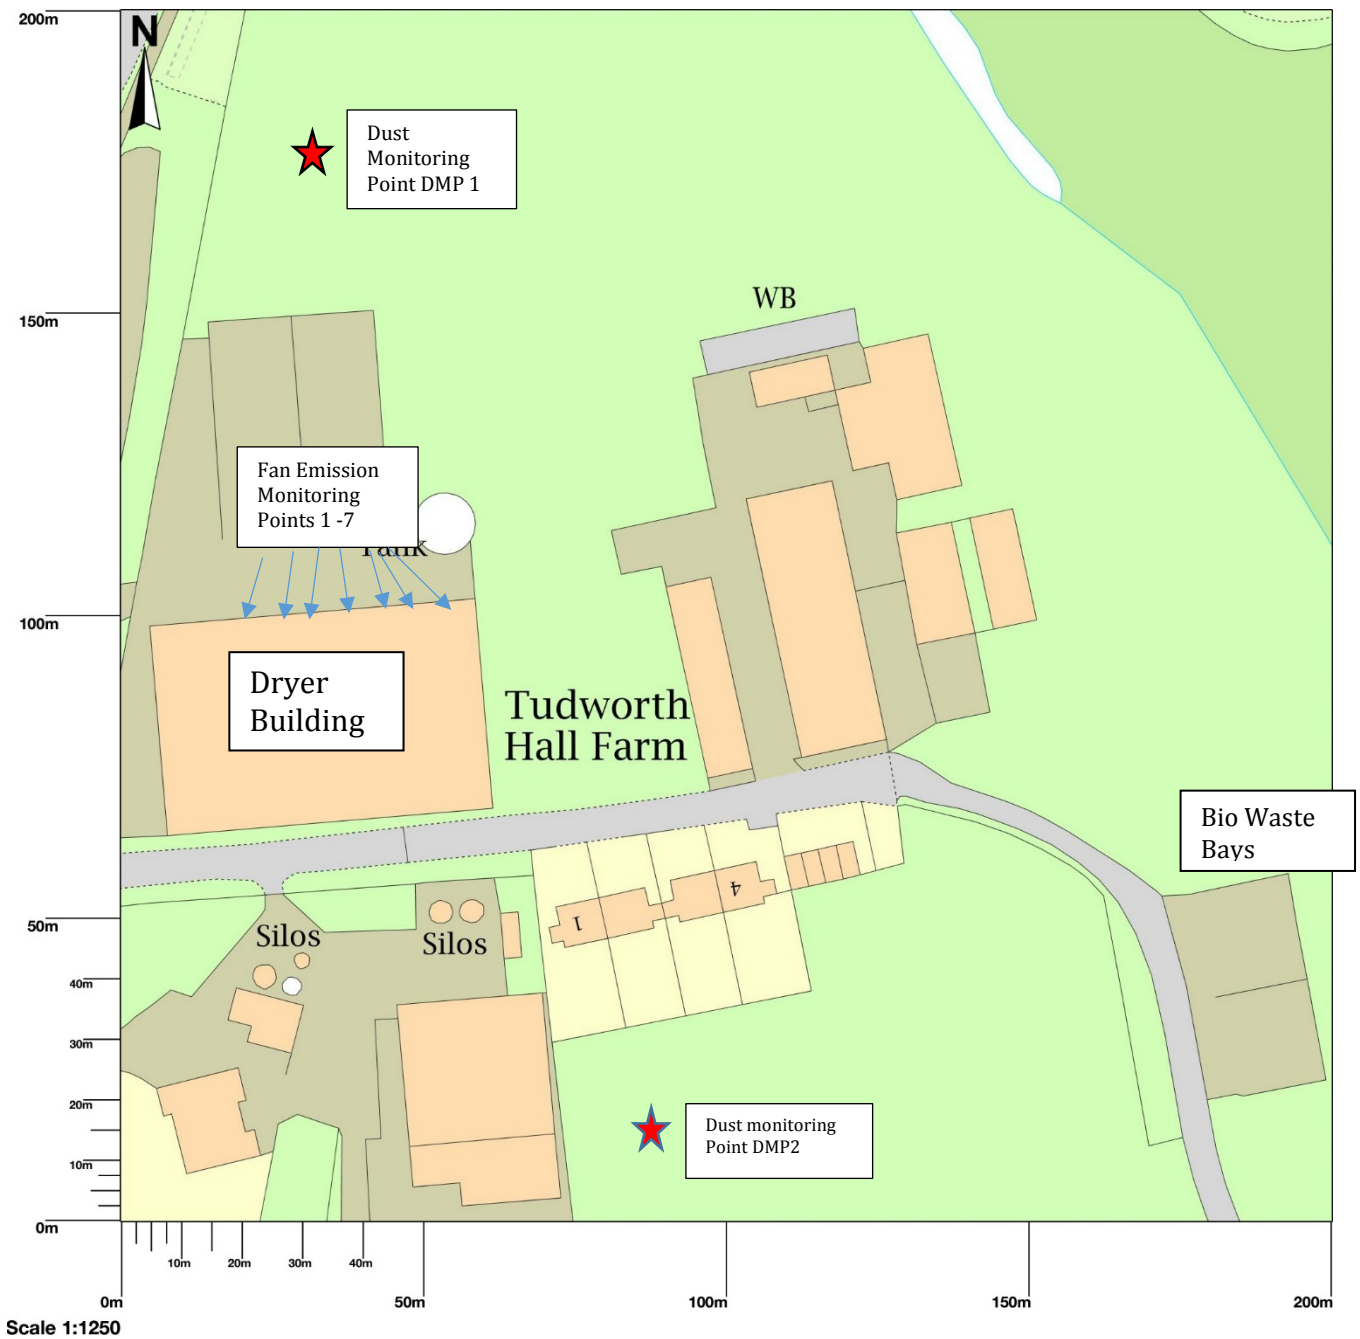 200m
N
Dust
Monitoring
Point DMP 1
WB
150m
Fan Emission
Monitoring
Points 1 -7
Tank
100m
Dryer
Building
Tudworth
Hall Farm
Bio Waste
Bays
1
4
50m
Silos
Silos
40m
30m
20m
Dust monitoring
Point DMP2
10m
0m
10m 20m 30m 40m
0m 50m 100m 150m 200m
Scale 1:1250